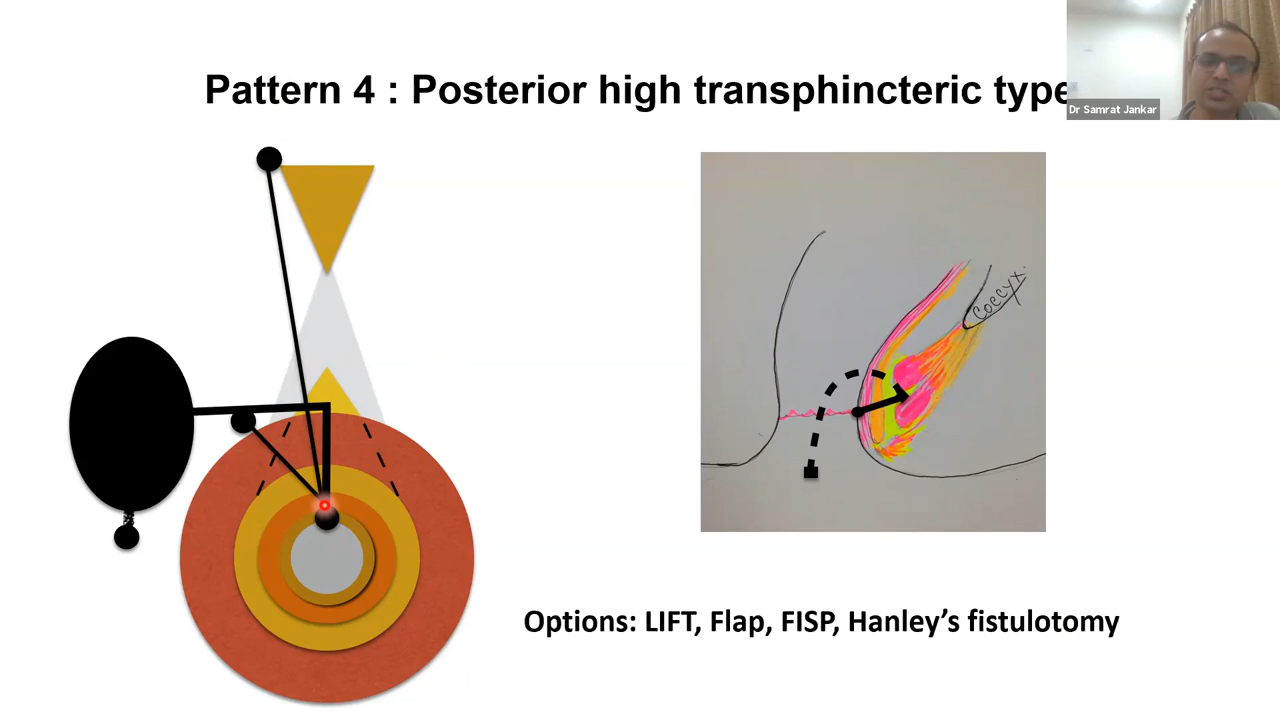 Pattern 4 : Posterior high transphincteric type
Dr Samrat Jankar
Coccyx
Options: LIFT, Flap, FISP, Hanley's fistulotomy